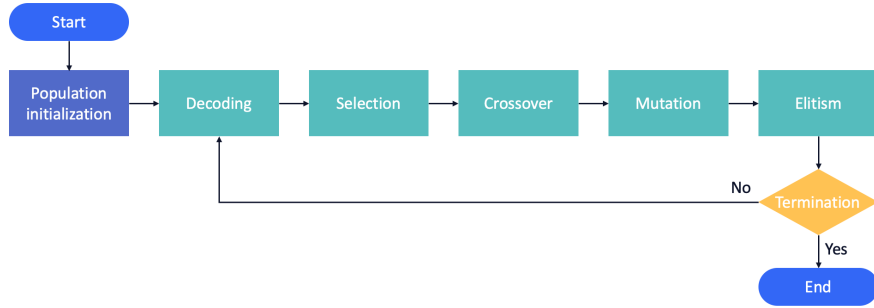 Start
Population
initialization
Decoding
Selection
Crossover
Mutation
Elitism
No
Termination
Yes
End